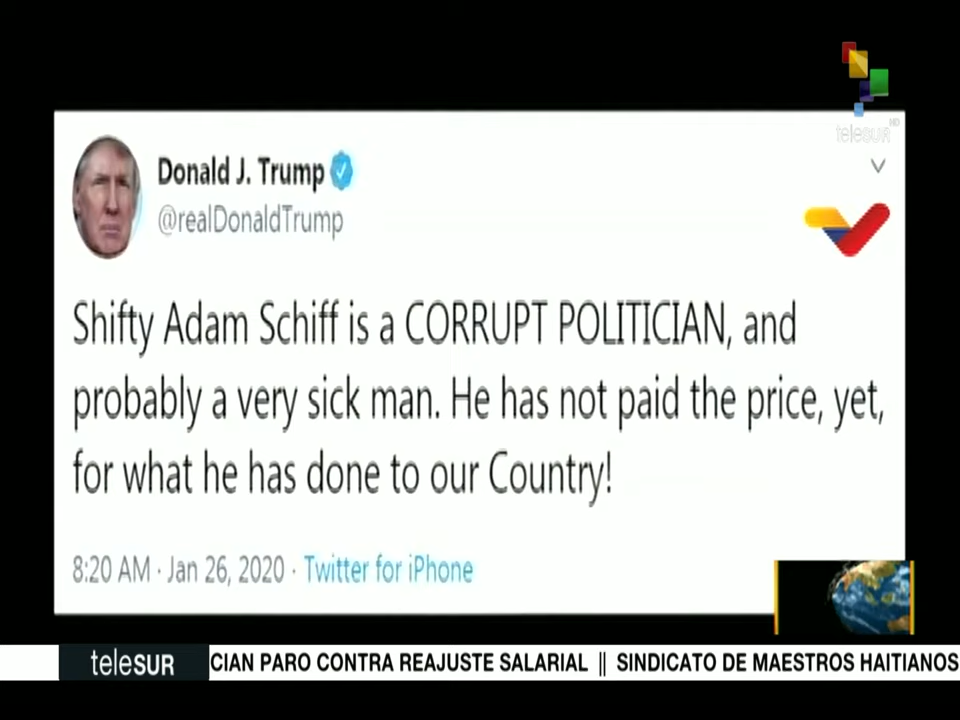 telesur HD
Donald J. Trump
@realDonaldTrump
Shifty Adam Schiff is a CORRUPT POLITICIAN, and
probably a very sick man. He has not paid the price, yet,
for what he has done to our Country!
8:20 AM · Jan 26, 2020 · Twitter for iPhone
teleSUR CIAN PARO CONTRA REAJUSTE SALARIAL || SINDICATO DE MAESTROS HAITIANOS